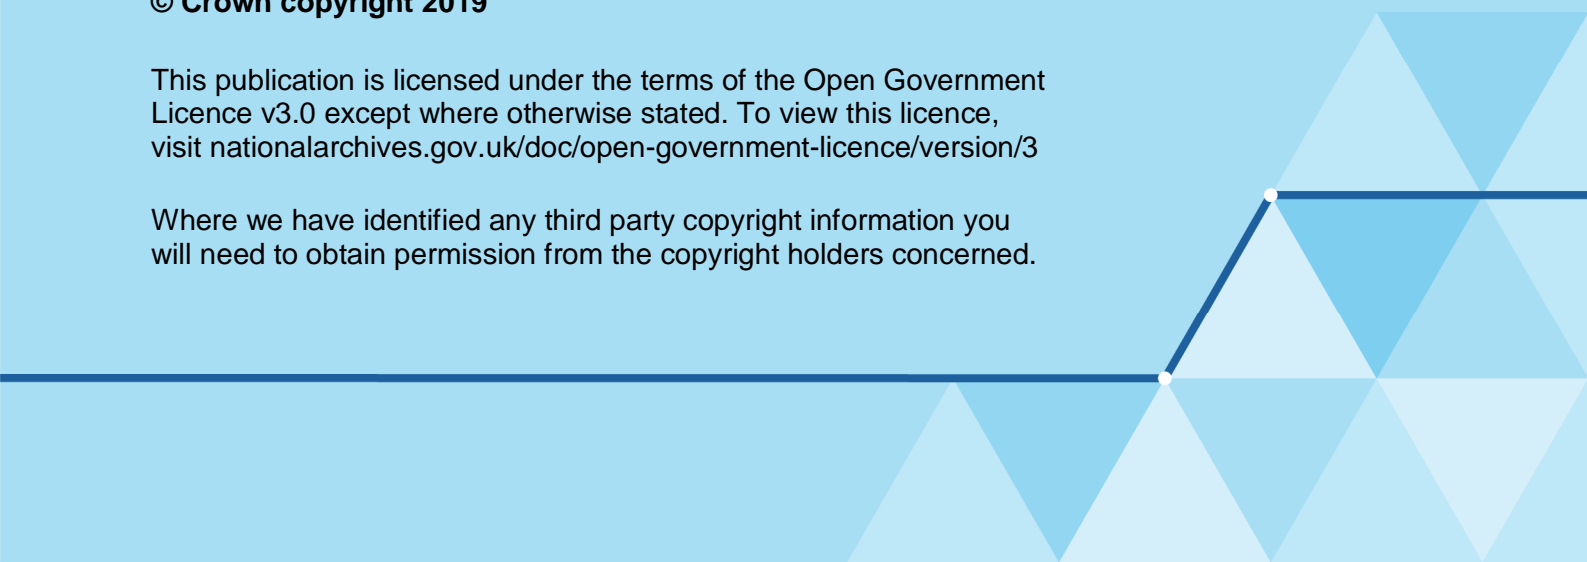 © Crown copyright 2019
This publication is licensed under the terms of the Open Government
Licence v3.0 except where otherwise stated. To view this licence,
visit nationalarchives.gov.uk/doc/open-government-licence/version/3
Where we have identified any third party copyright information you
will need to obtain permission from the copyright holders concerned.